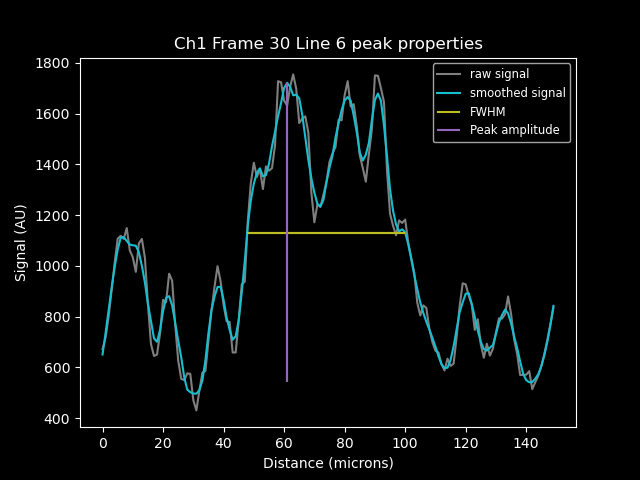 Ch1 Frame 30 Line 6 peak properties
raw signal
smoothed signal
FWHM
Peak amplitude
Signal (AU)
1800
1600
1400
1200
1000
800
600
400
0 20 40 60 80 100 120 140
Distance (microns)